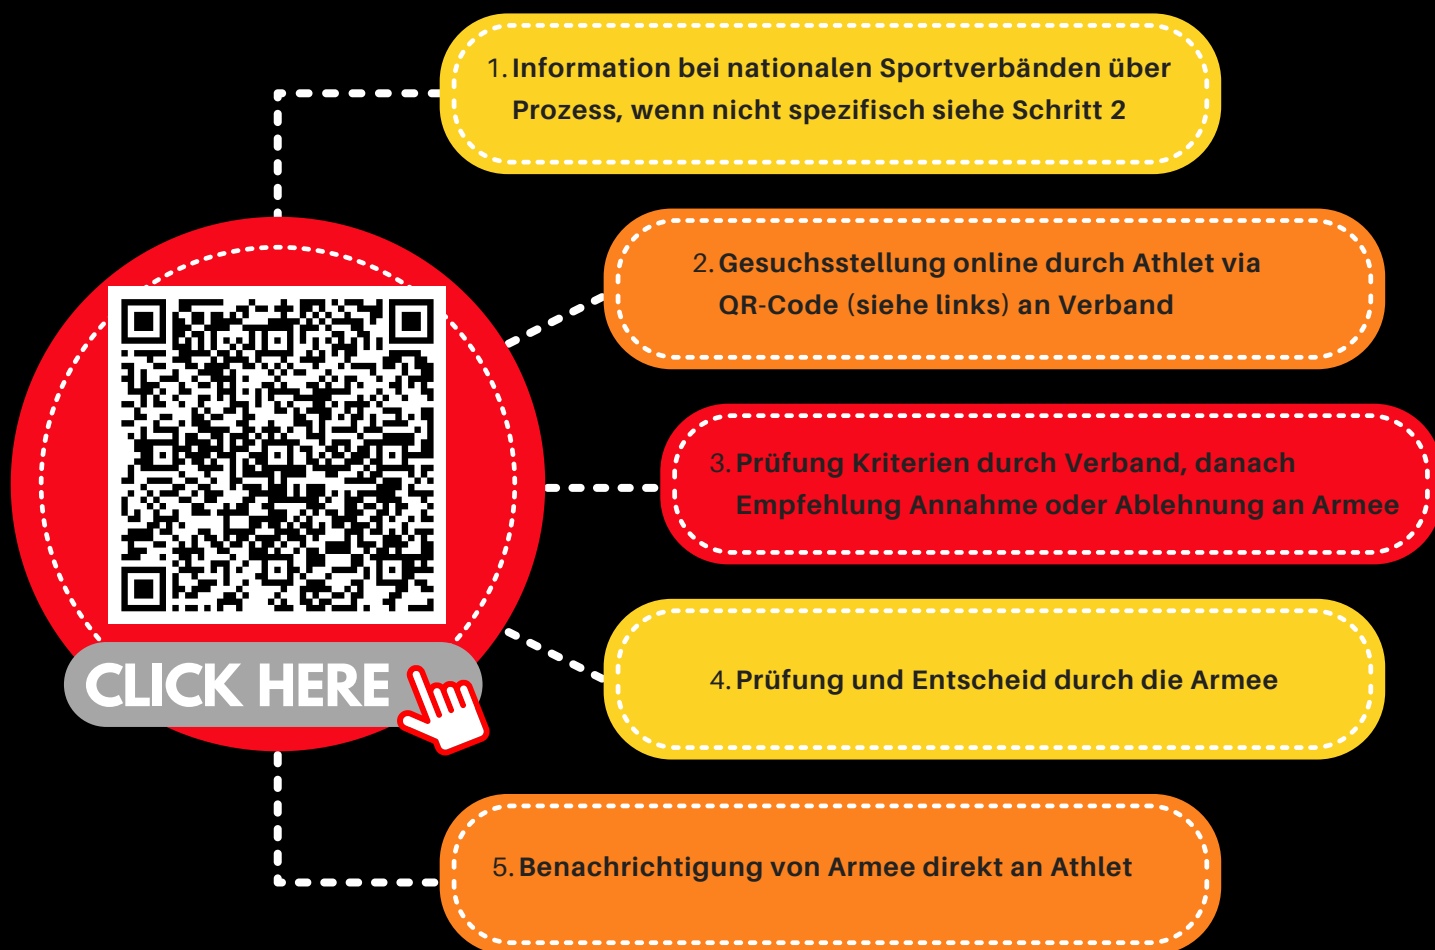 1. Information bei nationalen Sportverbänden über
Prozess, wenn nicht spezifisch siehe Schritt 2
2. Gesuchsstellung online durch Athlet via
QR-Code (siehe links) an Verband
3. Prüfung Kriterien durch Verband, danach
Empfehlung Annahme oder Ablehnung an Armee
CLICK HERE
4. Prüfung und Entscheid durch die Armee
5. Benachrichtigung von Armee direkt an Athlet